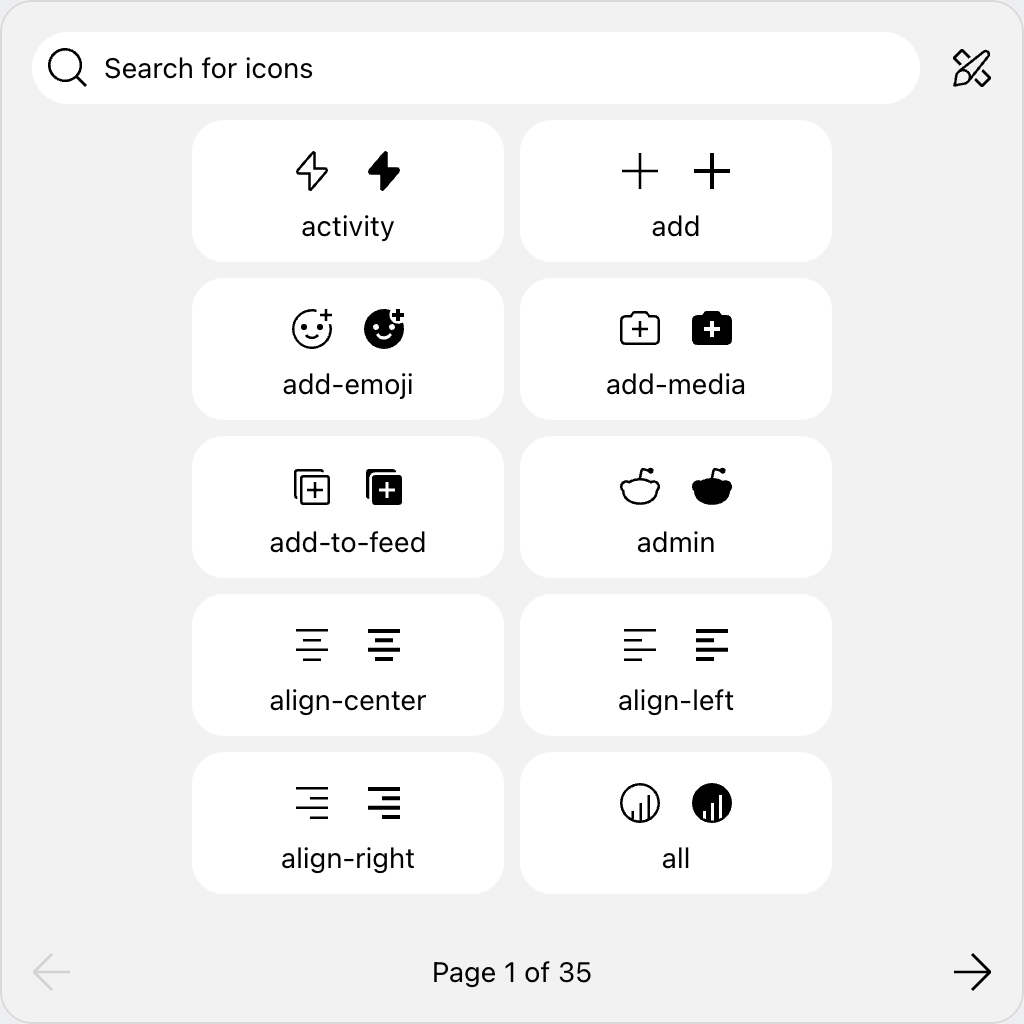 Search for icons
activity
add
add-emoji
add-media
add-to-feed
admin
align-center
align-left
align-right
all
Page 1 of 35